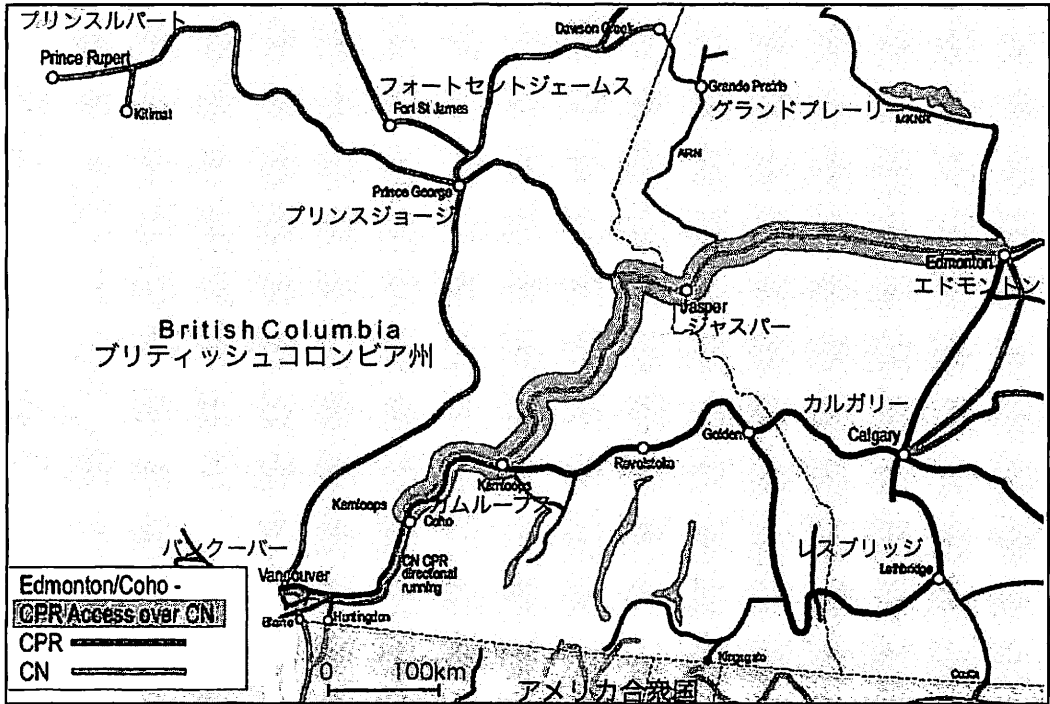 プリンスルパート
Prince Rupert
Kitimat
Dawson Creek
フォートセントジェームス
Fort St James
Grande Prairie
グランドプレーリー
MKNR
ARN
Prince George
プリンスジョージ
Edmonton
エドモントン
Jasper
ジャスパー
British Columbia
ブリティッシュコロンビア州
カルガリー
Calgary
Golden
Revelstoke
Kamloops
Kamloops
カムループス
Coho
バンクーバー
CN CPR
directional
running
レスブリッジ
Lethbridge
Vancouver
Huntingdon
Kingsgate
Edmonton/Coho -
CPR Access over CN
CPR
CN
0 100km
アメリカ合衆国